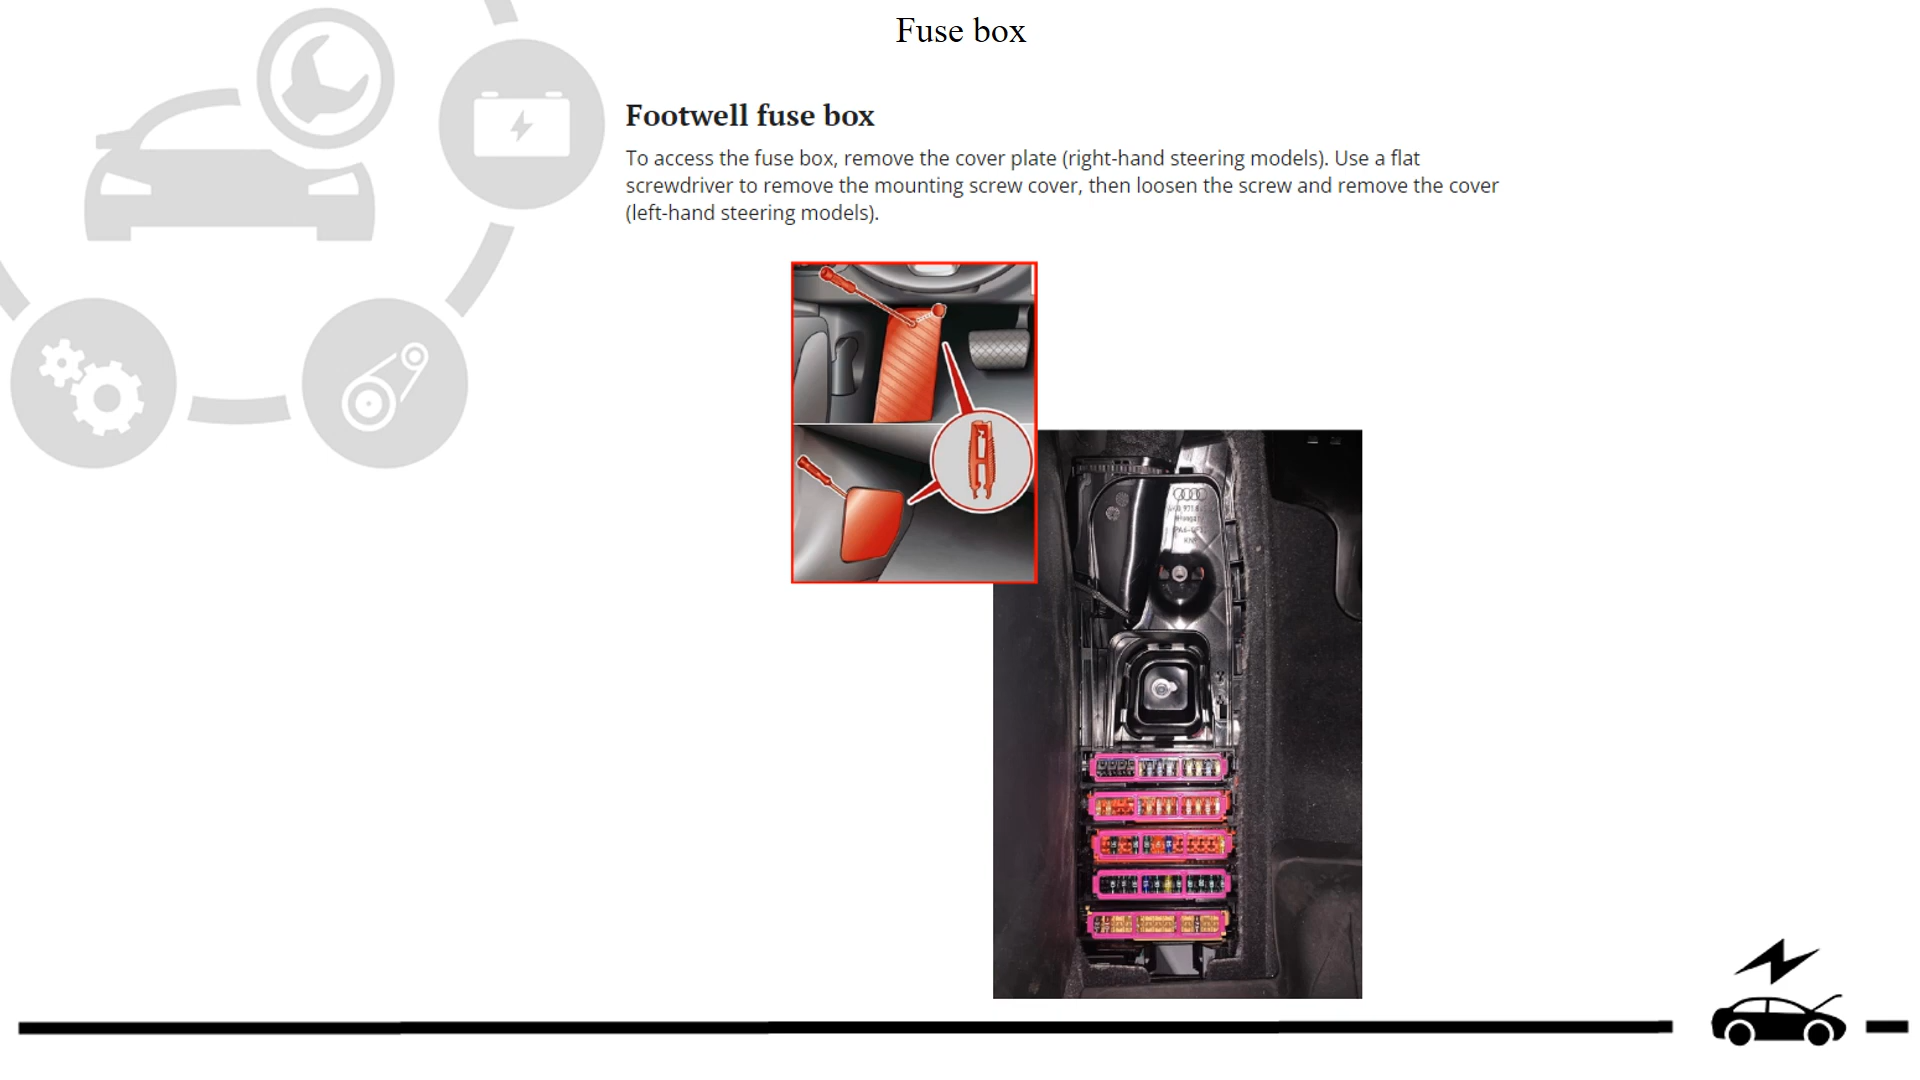 Fuse box
Footwell fuse box
To access the fuse box, remove the cover plate (right-hand steering models). Use a flat
screwdriver to remove the mounting screw cover, then loosen the screw and remove the cover
(left-hand steering models).